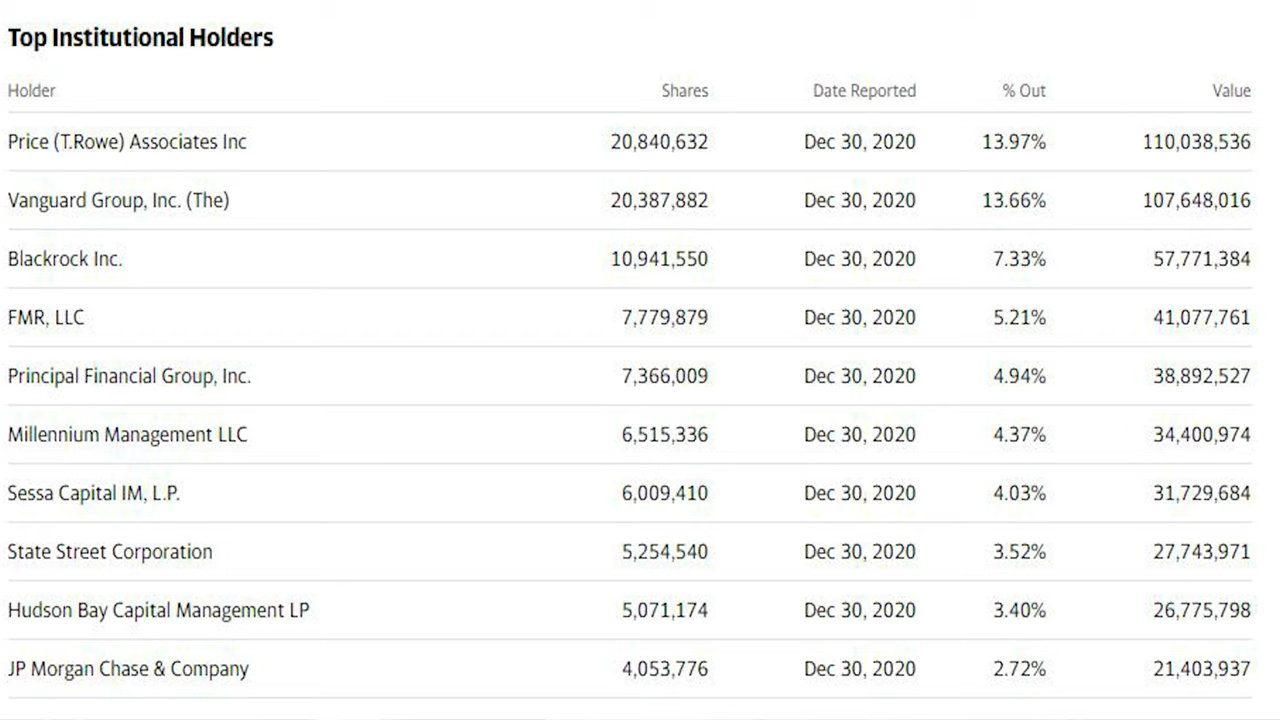 Top Institutional Holders
Holder Shares Date Reported % Out Value
Price (T.Rowe) Associates Inc 20,840,632 Dec 30, 2020 13.97% 110,038,536
Vanguard Group, Inc. (The) 20,387,882 Dec 30, 2020 13.66% 107,648,016
Blackrock Inc. 10,941,550 Dec 30, 2020 7.33% 57,771,384
FMR, LLC 7,779,879 Dec 30, 2020 5.21% 41,077,761
Principal Financial Group, Inc. 7,366,009 Dec 30, 2020 4.94% 38,892,527
Millennium Management LLC 6,515,336 Dec 30, 2020 4.37% 34,400,974
Sessa Capital IM, L.P. 6,009,410 Dec 30, 2020 4.03% 31,729,684
State Street Corporation 5,254,540 Dec 30, 2020 3.52% 27,743,971
Hudson Bay Capital Management LP 5,071,174 Dec 30, 2020 3.40% 26,775,798
JP Morgan Chase & Company 4,053,776 Dec 30, 2020 2.72% 21,403,937